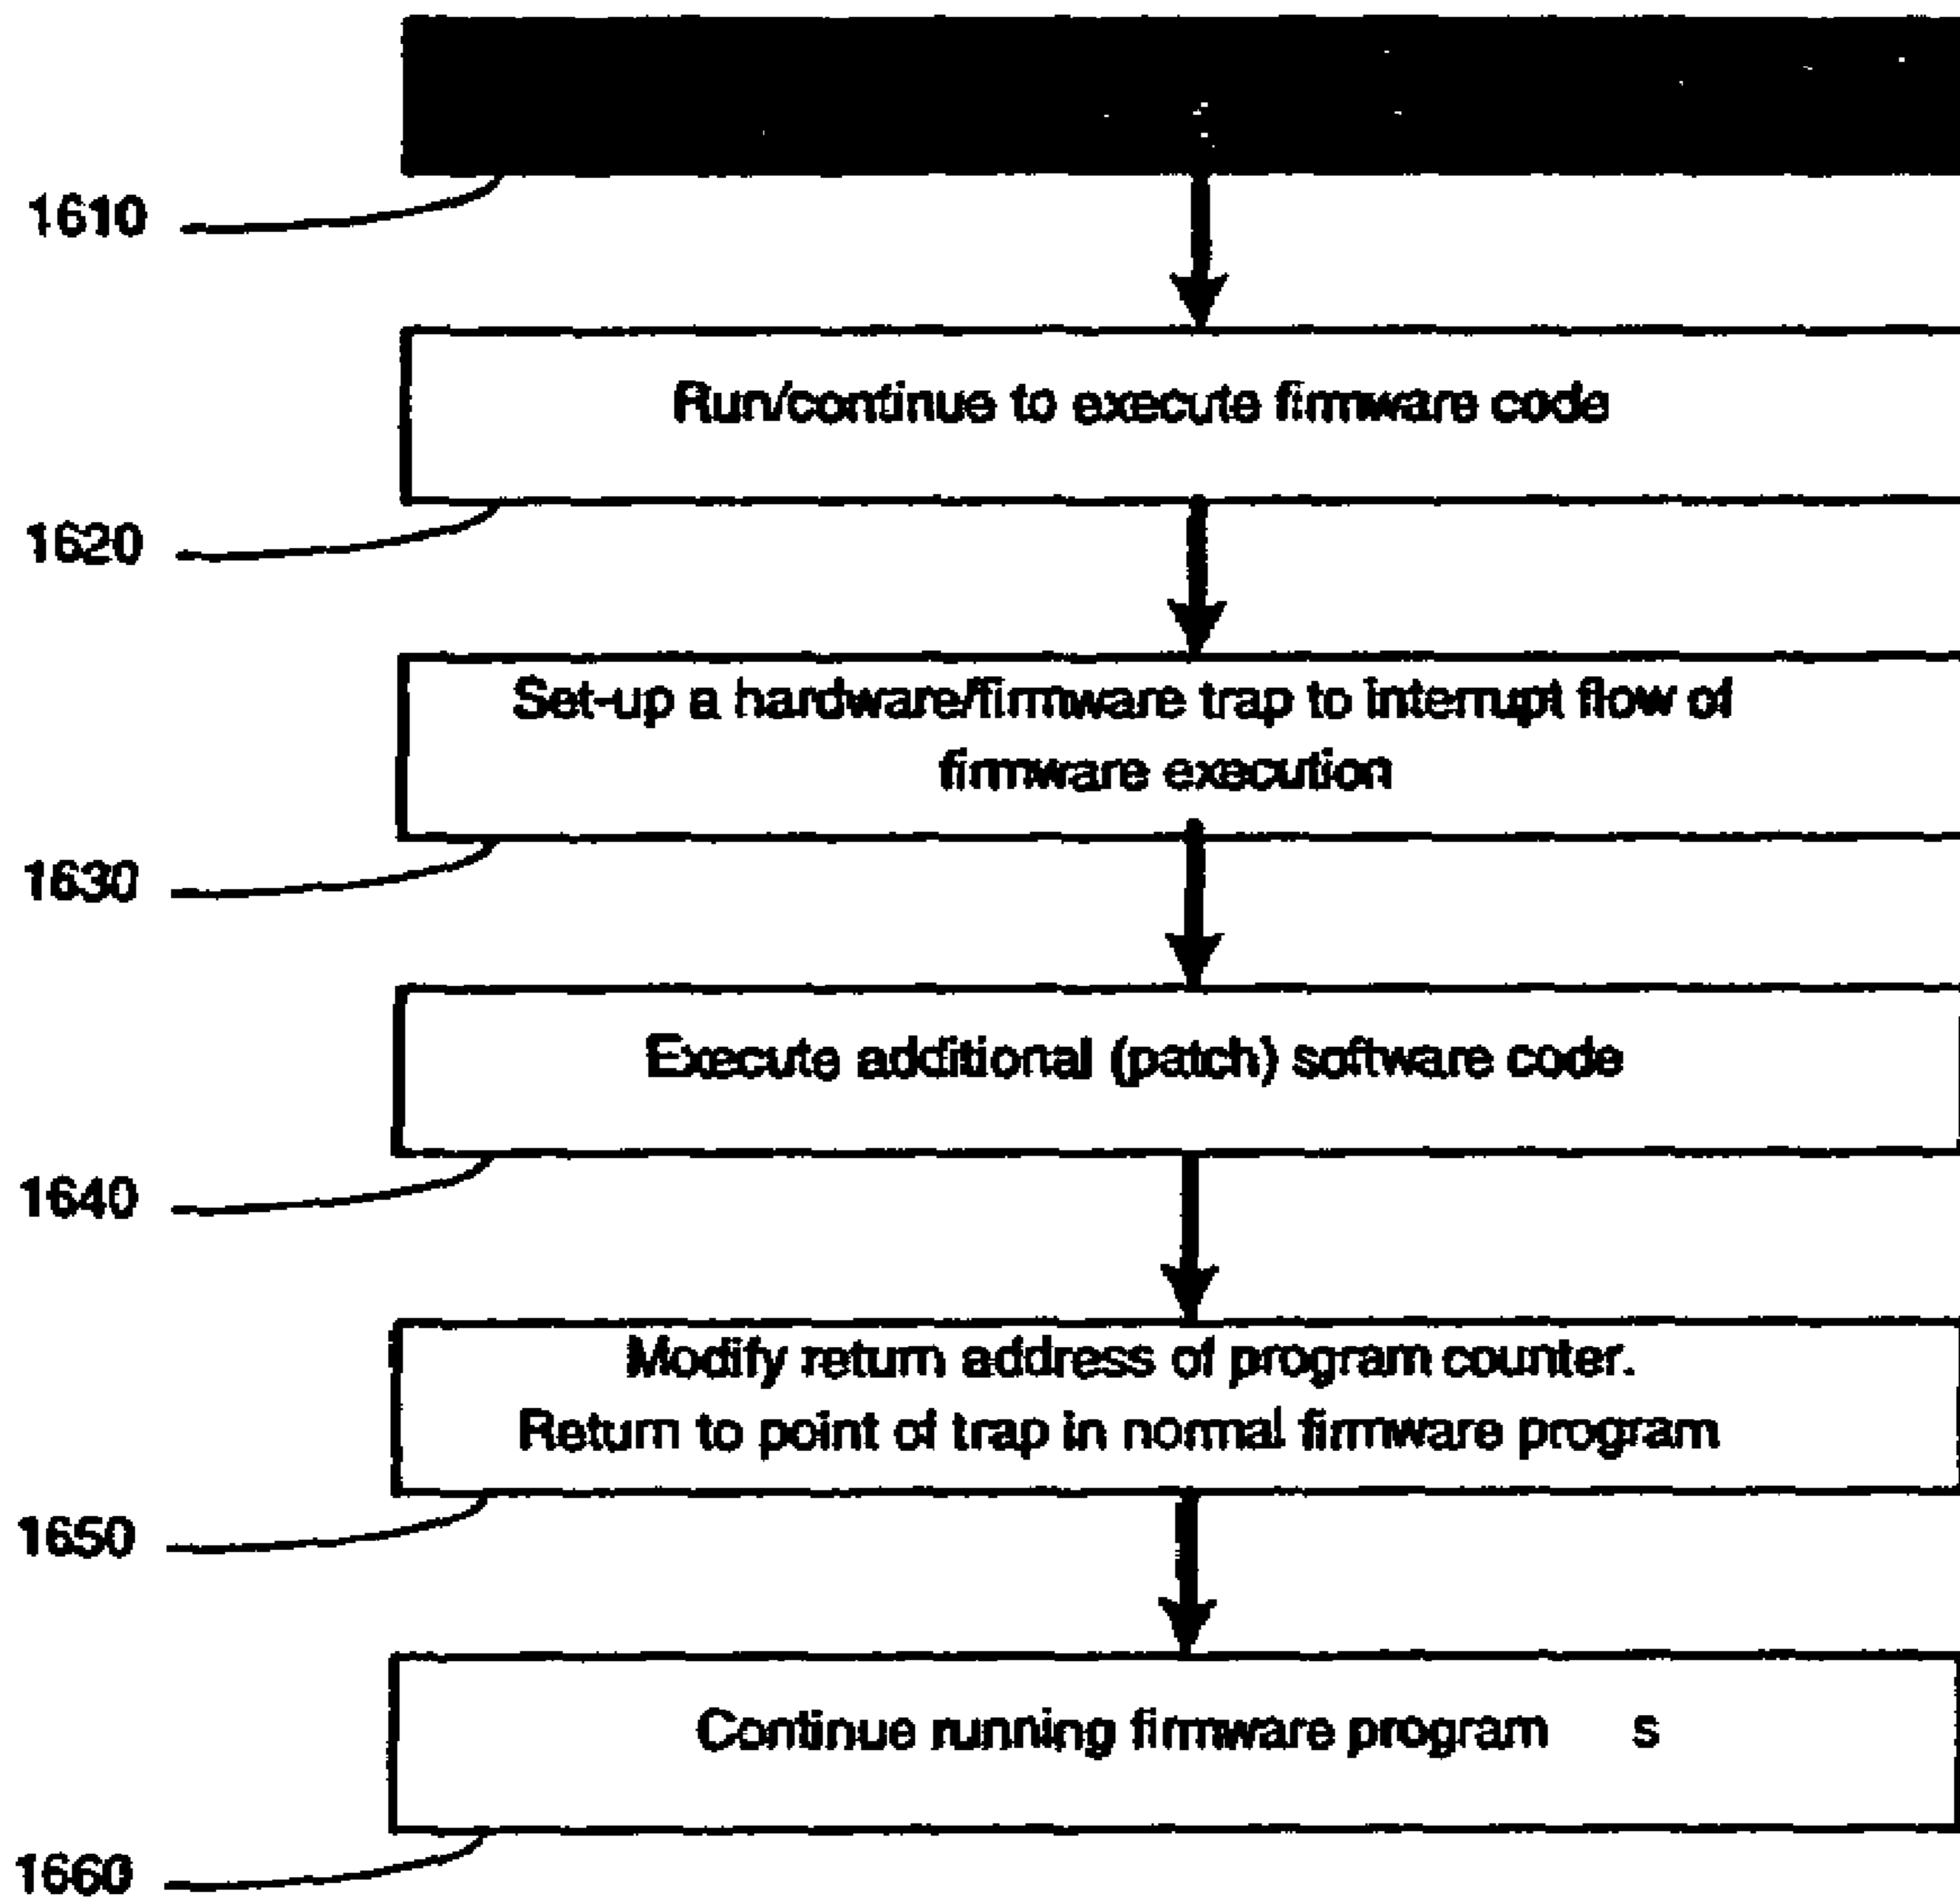 1610
Run/continue to execute firmware code
1620
Set-up a hardware/firmware trap to interrupt flow of
firmware execution
1630
Execute additional (patch) software code
1640
Modify return address of program counter.
Return to point of trap in normal firmware program
1650
Continue running firmware program s
1660